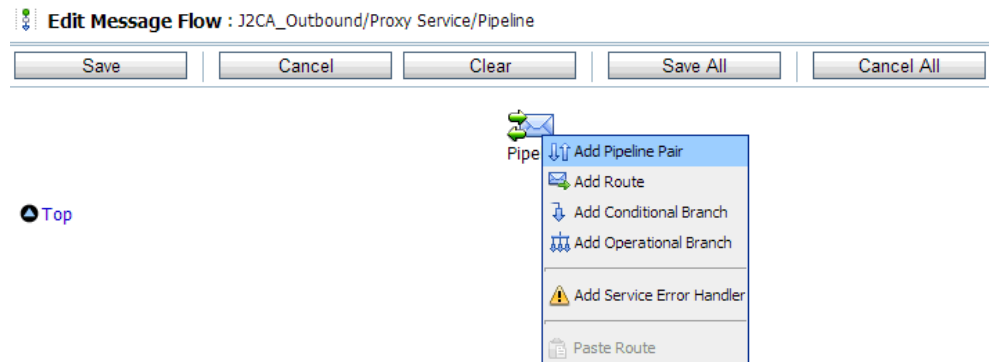 Edit Message Flow : J2CA_Outbound/Proxy Service/Pipeline
Save Cancel Clear Save All Cancel All
Pipe
Add Pipeline Pair
Add Route
Top
Add Conditional Branch
Add Operational Branch
Add Service Error Handler
Paste Route